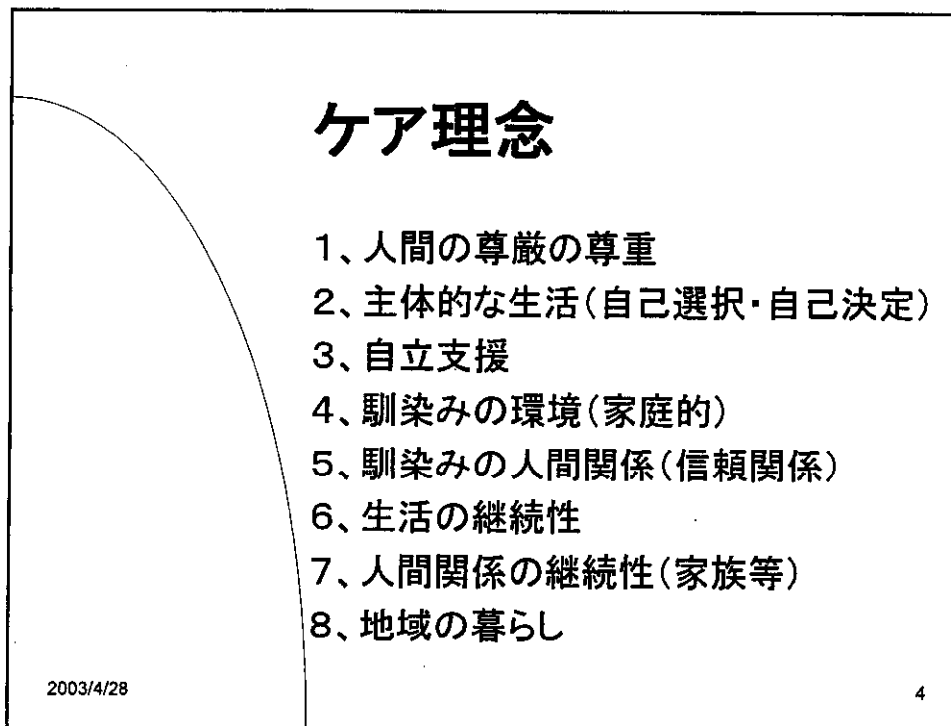 ケア理念
1、人間の尊厳の尊重
2、主体的な生活(自己選択・自己決定)
3、自立支援
4、馴染みの環境(家庭的)
5、馴染みの人間関係(信頼関係)
6、生活の継続性
7、人間関係の継続性(家族等)
8、地域の暮らし
2003/4/28
4